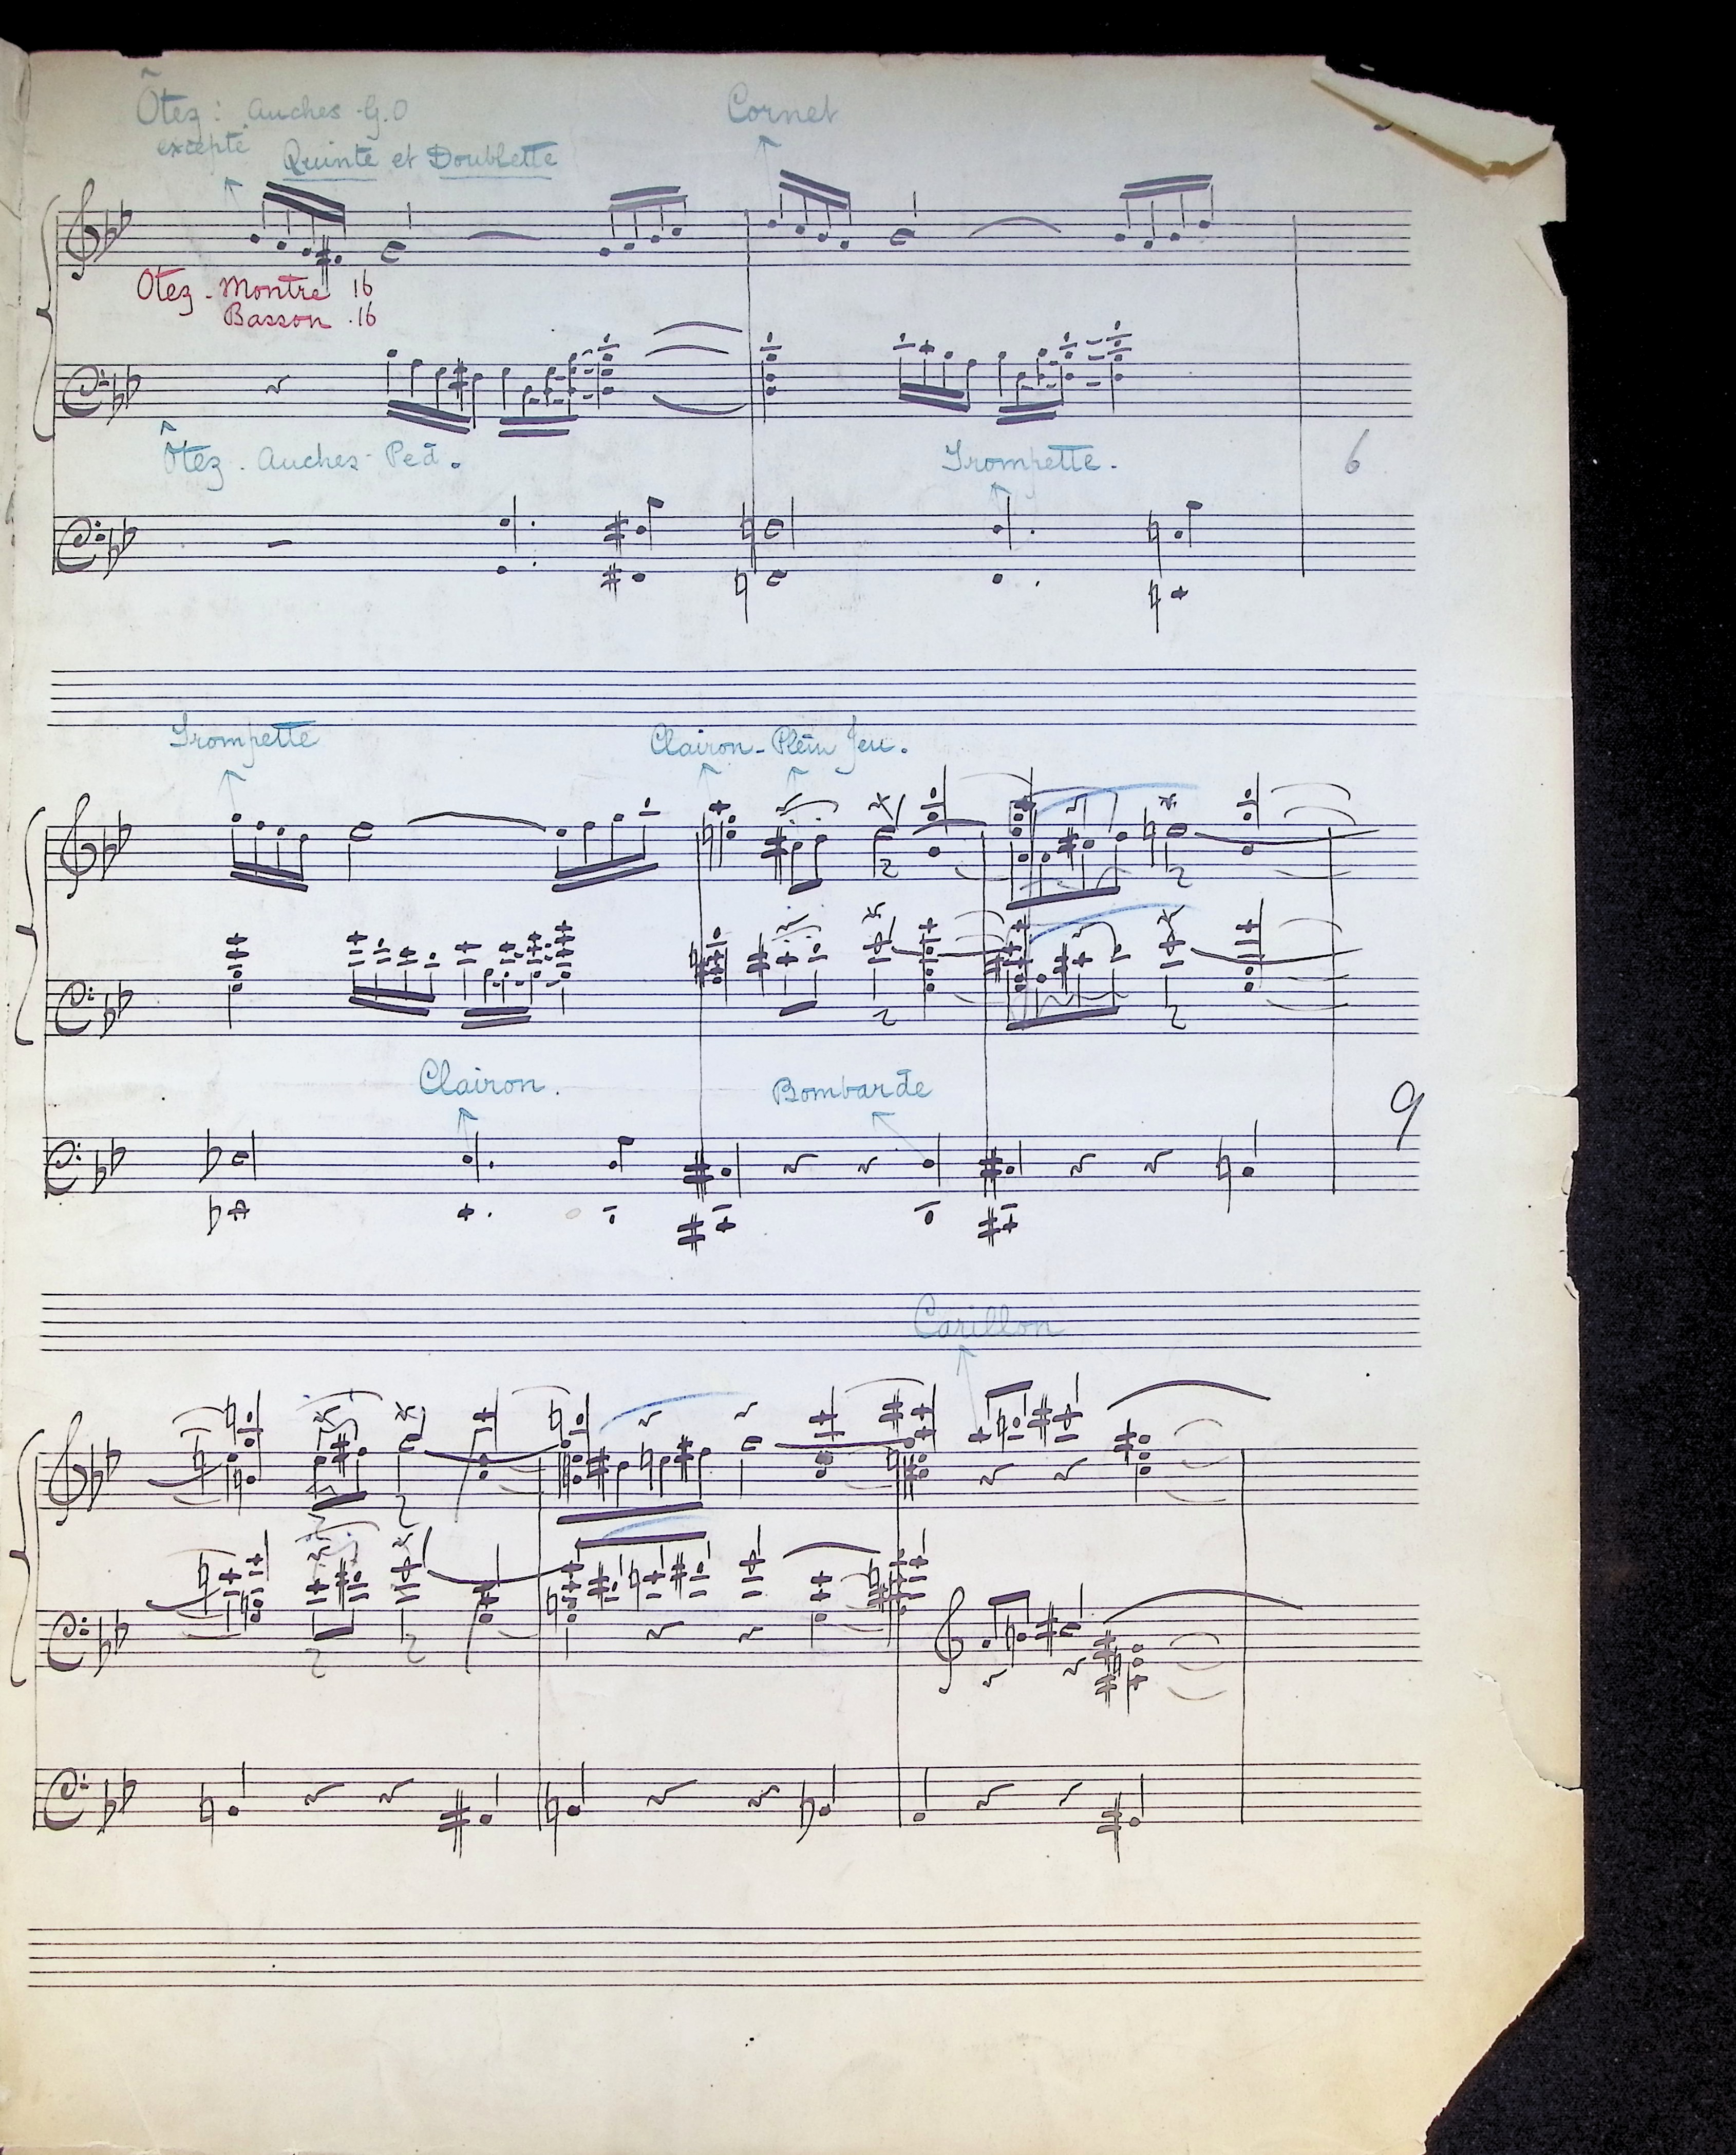 Ôtez : Anches - G.O
excepté
Quinte et Doublette
Cornet
Otez - Montre 16
Basson . 16
Ôtez . Anches - Péd.
Trompette .
6
Trompette
Clairon - Plein Jeu .
Clairon .
Bombarde
9
Carillon